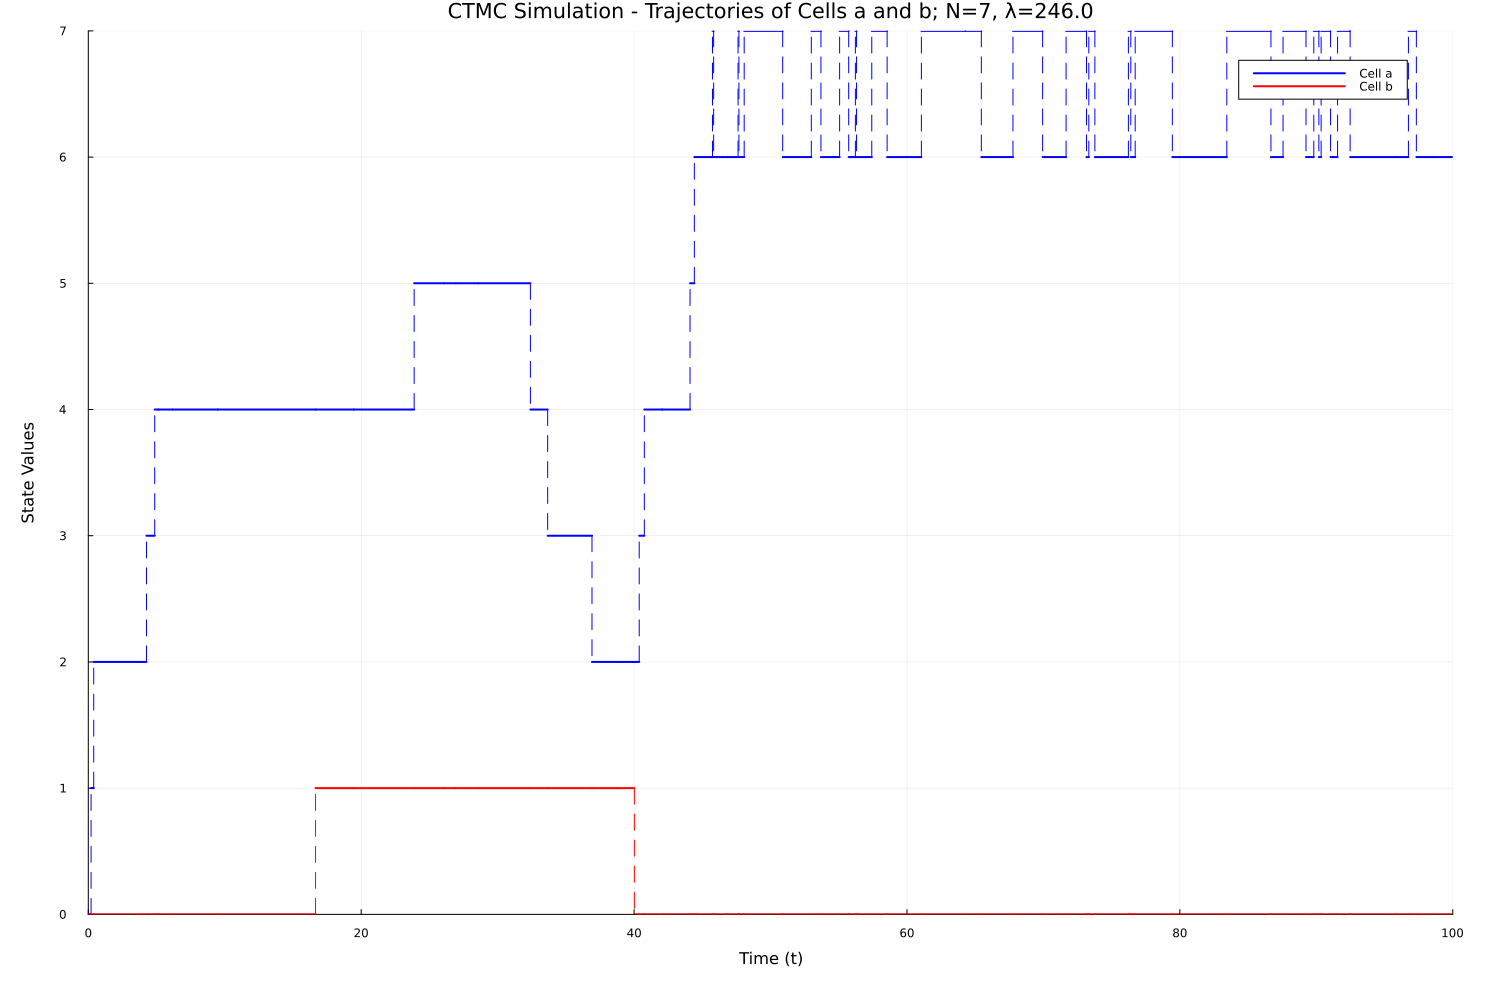 CTMC Simulation - Trajectories of Cells a and b; N=7, λ=246.0
7
Cell a
Cell b
6
5
4
State Values
3
2
1
0
0 20 40 60 80 100
Time (t)